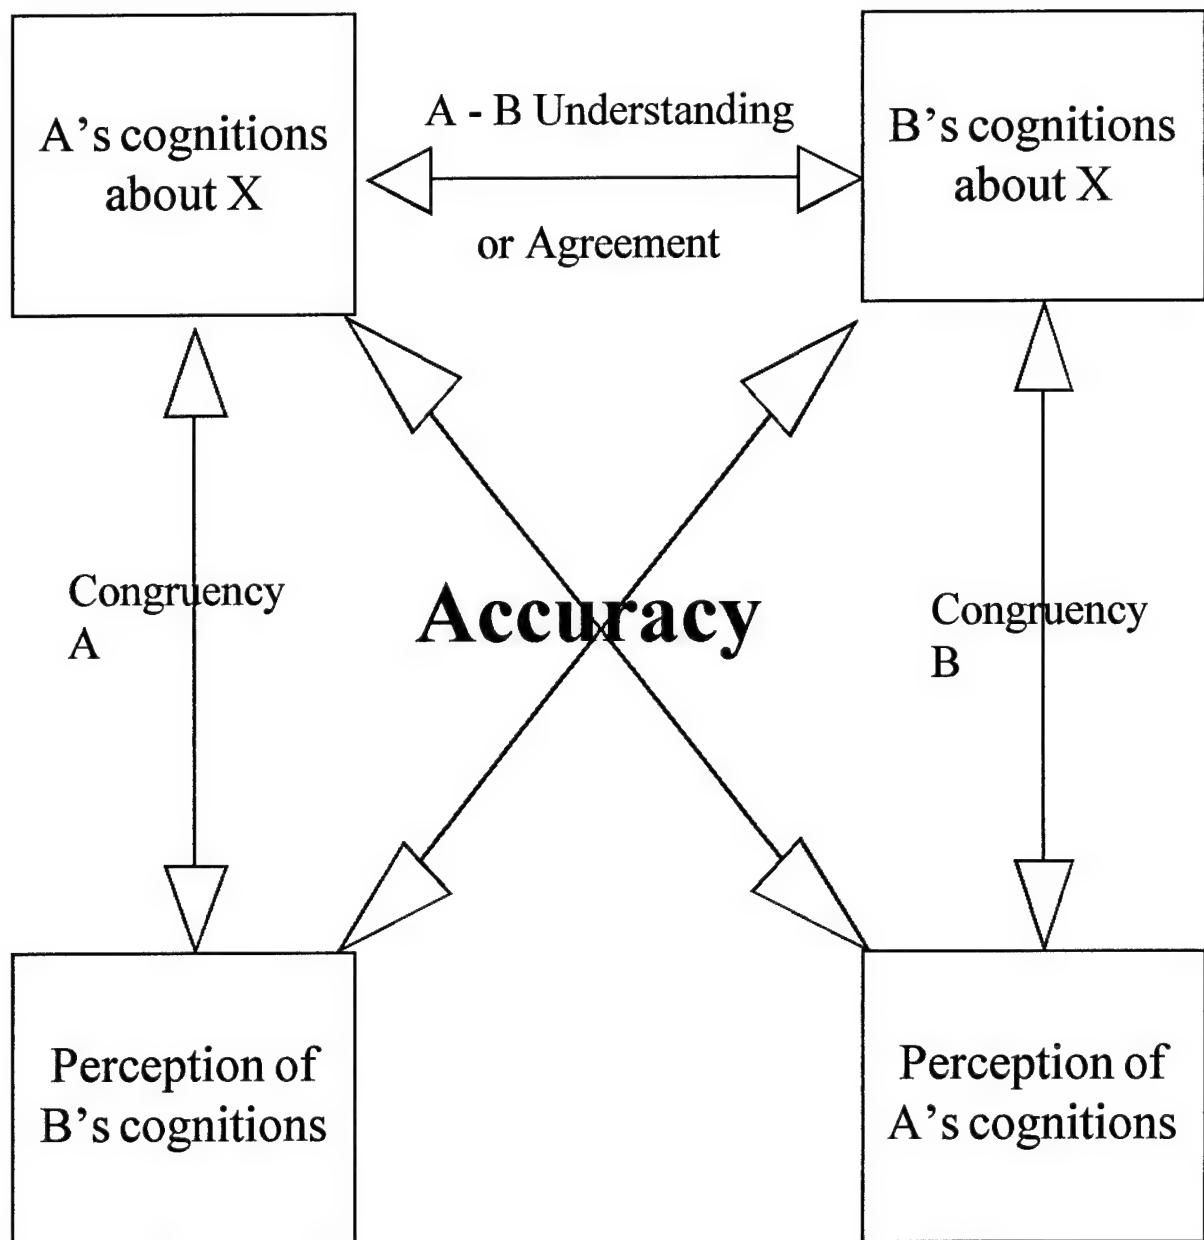 A's cognitions
about X
A - B Understanding
or Agreement
B's cognitions
about X
Congruency
A
Accuracy
Congruency
B
Perception of
B's cognitions
Perception of
A's cognitions